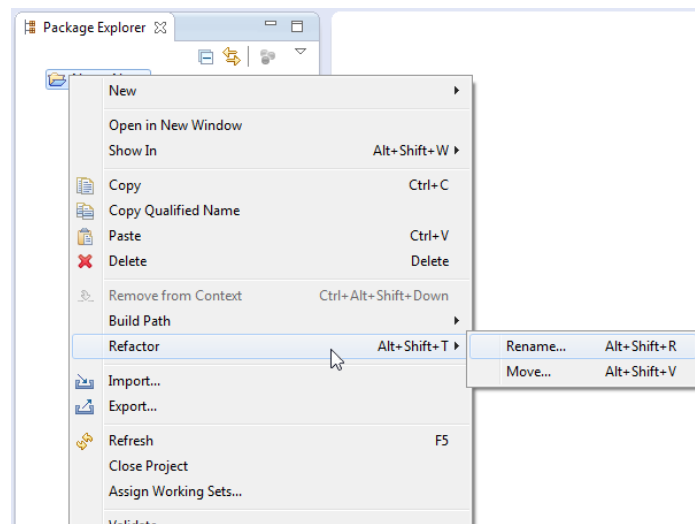 Package Explorer
New
Open in New Window
Show In Alt+Shift+W
Copy Ctrl+C
Copy Qualified Name
Paste Ctrl+V
Delete Delete
Remove from Context Ctrl+Alt+Shift+Down
Build Path
Refactor Alt+Shift+T
Rename... Alt+Shift+R
Move... Alt+Shift+V
Import...
Export...
Refresh F5
Close Project
Assign Working Sets...
Validate